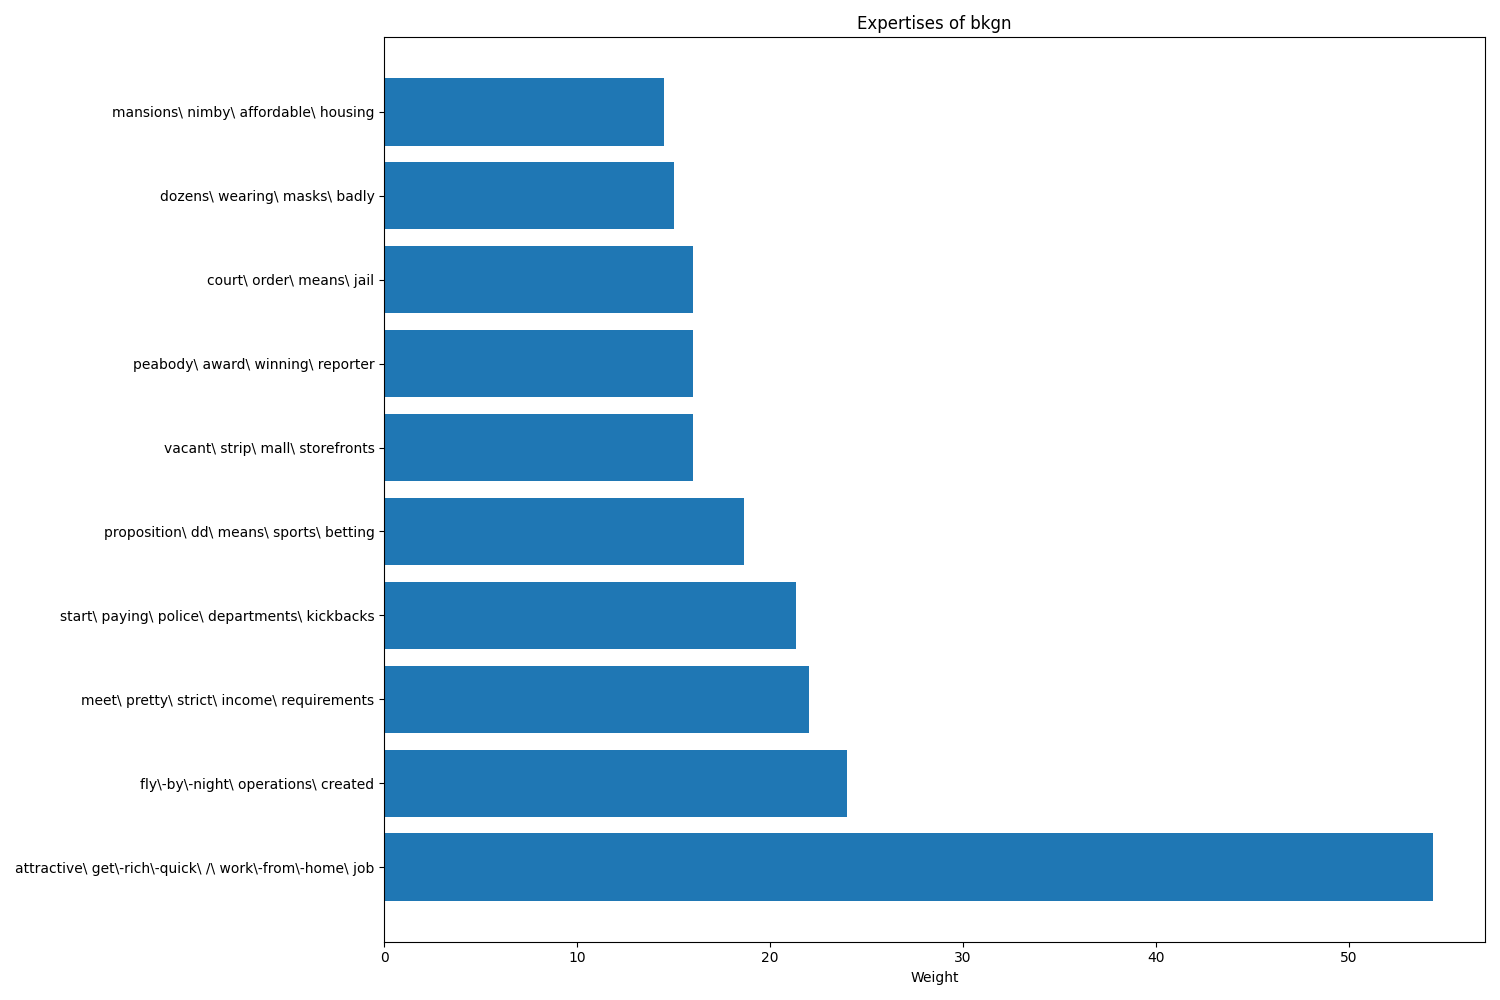 Expertises of bkgn
mansions\ nimby\ affordable\ housing
dozens\ wearing\ masks\ badly
court\ order\ means\ jail
peabody\ award\ winning\ reporter
vacant\ strip\ mall\ storefronts
proposition\ dd\ means\ sports\ betting
start\ paying\ police\ departments\ kickbacks
meet\ pretty\ strict\ income\ requirements
fly\-by\-night\ operations\ created
attractive\ get\-rich\-quick\ /\ work\-from\-home\ job
0 10 20 30 40 50
Weight